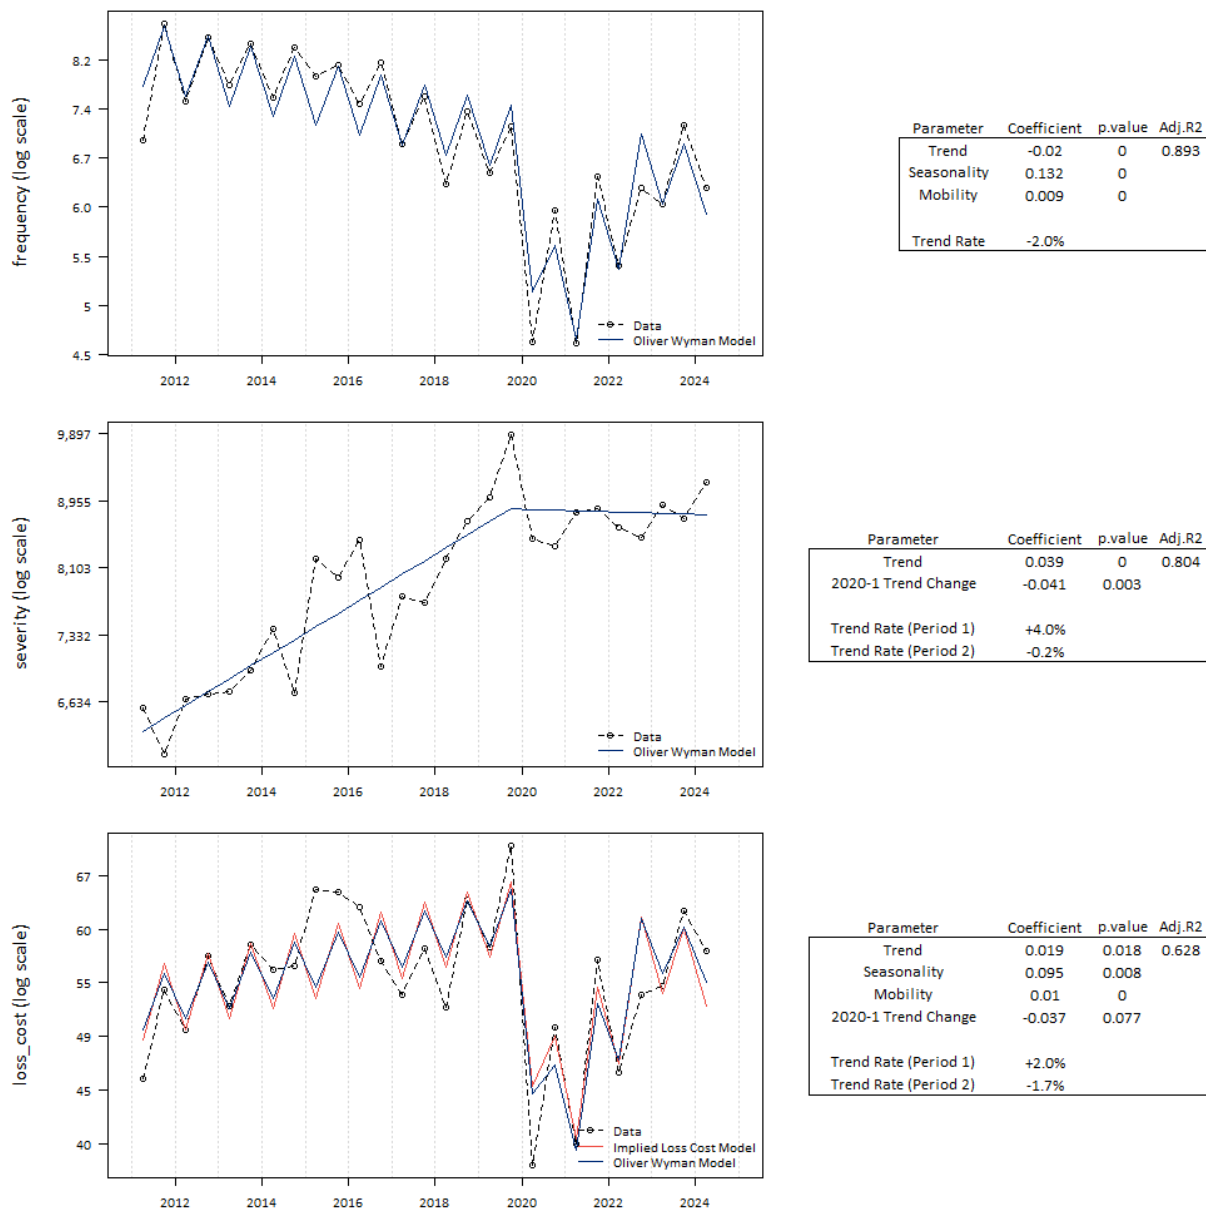 frequency (log scale)
8.2
7.4
6.7
6.0
5.5
5
4.5
Data
Oliver Wyman Model
2012 2014 2016 2018 2020 2022 2024
Parameter Coefficient p.value Adj.R2
Trend -0.02 0 0.893
Seasonality 0.132 0
Mobility 0.009 0
Trend Rate -2.0%
severity (log scale)
9,897
8,955
8,103
7,332
6,634
Data
Oliver Wyman Model
2012 2014 2016 2018 2020 2022 2024
Parameter Coefficient p.value Adj.R2
Trend 0.039 0 0.804
2020-1 Trend Change -0.041 0.003
Trend Rate (Period 1) +4.0%
Trend Rate (Period 2) -0.2%
loss_cost (log scale)
67
60
55
49
45
40
Data
Implied Loss Cost Model
Oliver Wyman Model
2012 2014 2016 2018 2020 2022 2024
Parameter Coefficient p.value Adj.R2
Trend 0.019 0.018 0.628
Seasonality 0.095 0.008
Mobility 0.01 0
2020-1 Trend Change -0.037 0.077
Trend Rate (Period 1) +2.0%
Trend Rate (Period 2) -1.7%